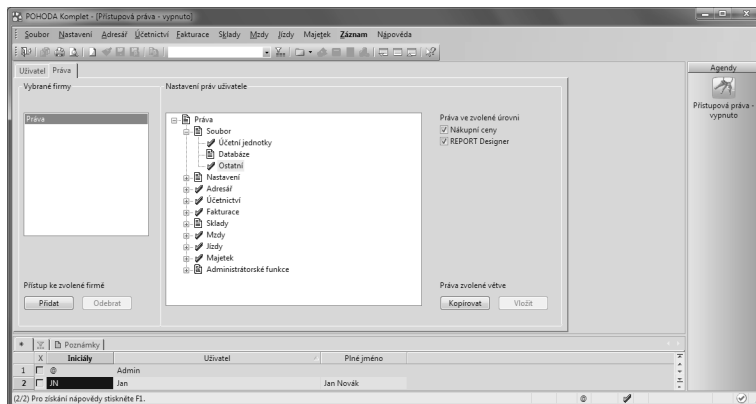 POHODA Komplet - [Přístupová práva - vypnuto]
Soubor Nastavení Adresář Účetnictví Fakturace Sklady Mzdy Jízdy Majetek Záznam Nápověda
Uživatel Práva
Agendy
Přístupová práva - vypnuto
Vybrané firmy
Práva
Přístup ke zvolené firmě
Přidat Odebrat
Nastavení práv uživatele
Práva
Soubor
Účetní jednotky
Databáze
Ostatní
Nastavení
Adresář
Účetnictví
Fakturace
Sklady
Mzdy
Jízdy
Majetek
Administrátorské funkce
Práva ve zvolené úrovni
Nákupní ceny
REPORT Designer
Práva zvolené větve
Kopírovat Vložit
Poznámky
X Iniciály Uživatel Plné jméno
1 @ Admin
2 JN Jan Jan Novák
(2/2) Pro získání nápovědy stiskněte F1. @